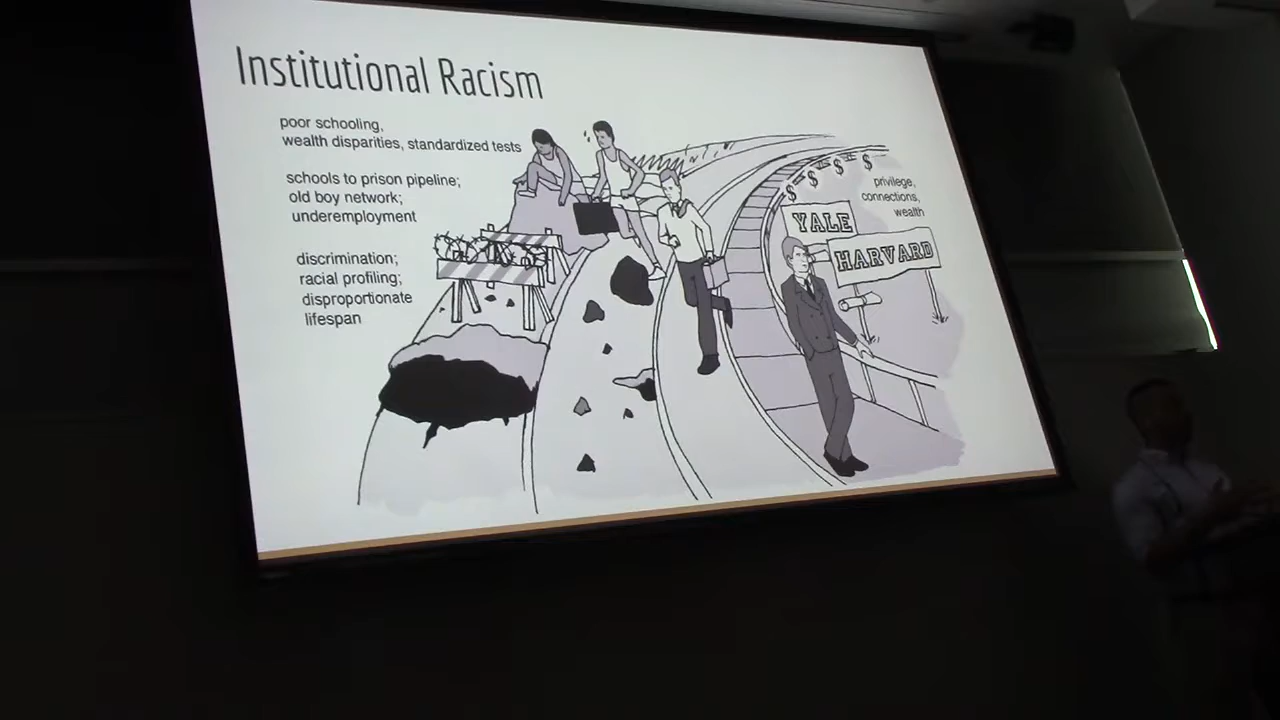 Institutional Racism
poor schooling,
wealth disparities, standardized tests
schools to prison pipeline;
old boy network;
underemployment
discrimination;
racial profiling;
disproportionate
lifespan
$ $ $ $
privilege,
connections,
wealth
YALE
HARVARD